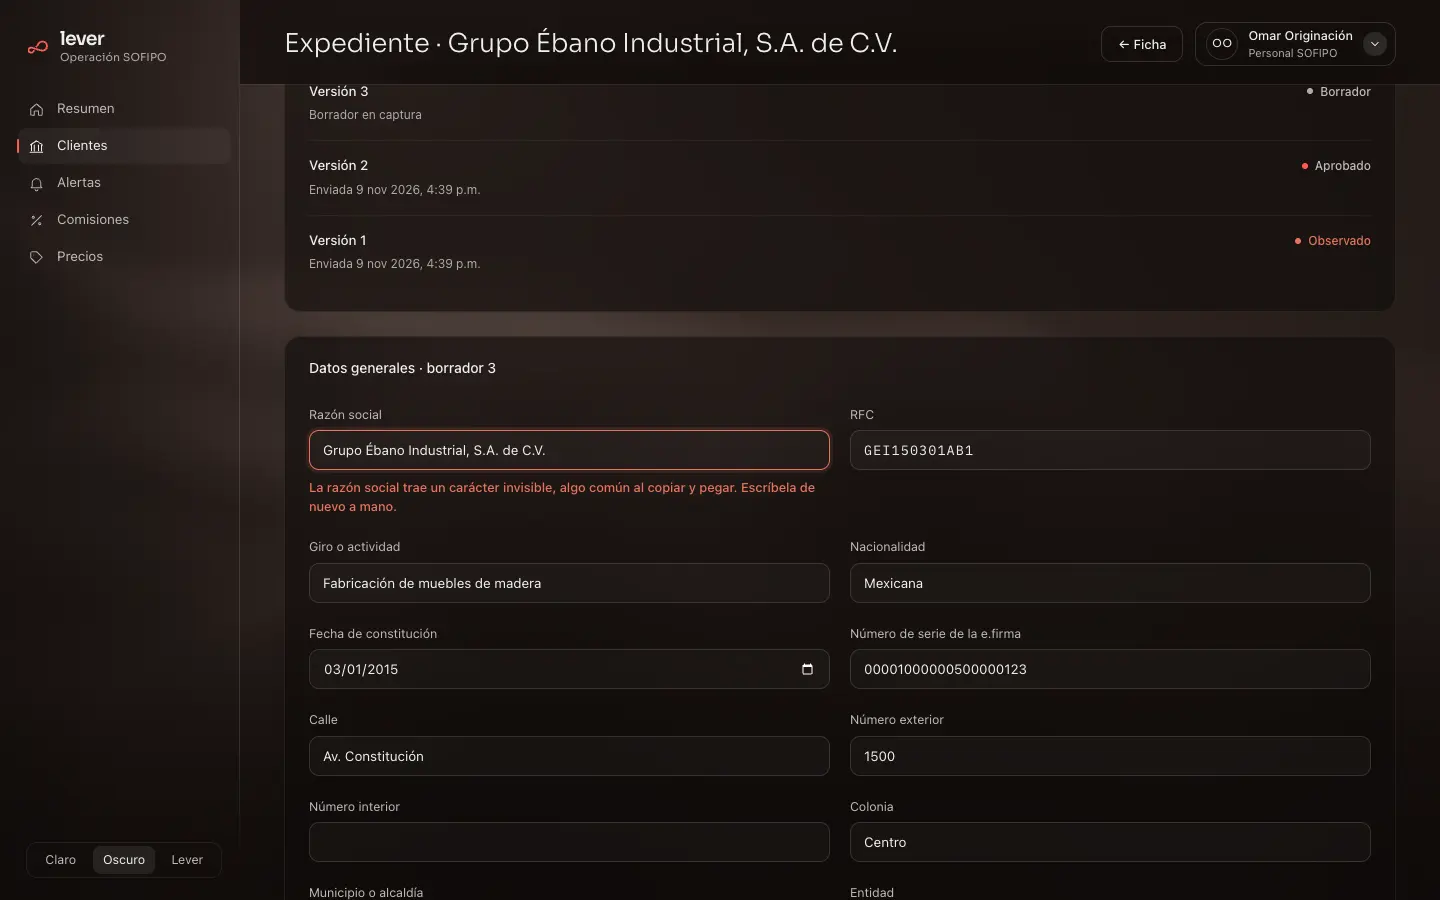 lever
Operación SOFIPO
Resumen
Clientes
Alertas
Comisiones
Precios
Claro
Oscuro
Lever
Expediente · Grupo Ébano Industrial, S.A. de C.V.
← Ficha
OO
Omar Originación
Personal SOFIPO
Versión 3
Borrador
Borrador en captura
Versión 2
Aprobado
Enviada 9 nov 2026, 4:39 p.m.
Versión 1
Observado
Enviada 9 nov 2026, 4:39 p.m.
Datos generales · borrador 3
Razón social
RFC
Grupo Ébano Industrial, S.A. de C.V.
GEI150301AB1
La razón social trae un carácter invisible, algo común al copiar y pegar. Escríbela de
nuevo a mano.
Giro o actividad
Nacionalidad
Fabricación de muebles de madera
Mexicana
Fecha de constitución
Número de serie de la e.firma
03/01/2015
00001000000500000123
Calle
Número exterior
Av. Constitución
1500
Número interior
Colonia
Centro
Municipio o alcaldía
Entidad